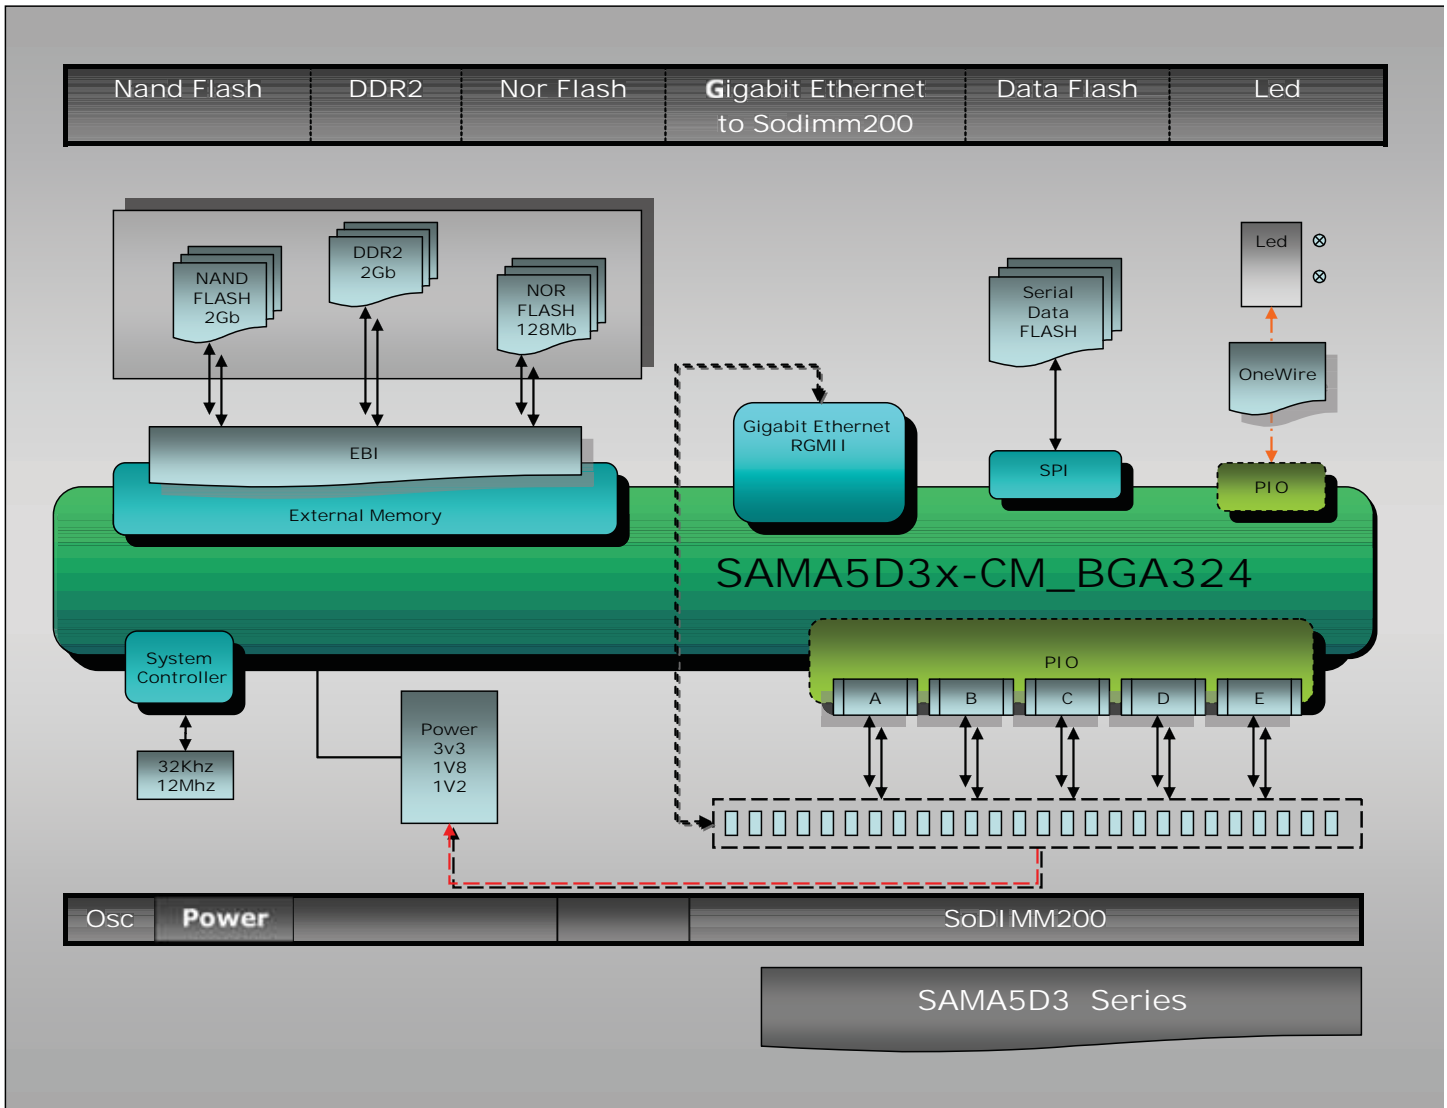 Nand Flash
DDR2
Nor Flash
Gigabit Ethernet
to Sodimm200
Data Flash
Led
NAND
FLASH
2Gb
DDR2
2Gb
NOR
FLASH
128Mb
Serial
Data
FLASH
Led
OneWire
EBI
External Memory
Gigabit Ethernet
RGMII
SPI
PIO
SAMA5D3x-CM_BGA324
System
Controller
32Khz
12Mhz
Power
3v3
1V8
1V2
PIO
A
B
C
D
E
Osc
Power
SoDIMM200
SAMA5D3 Series